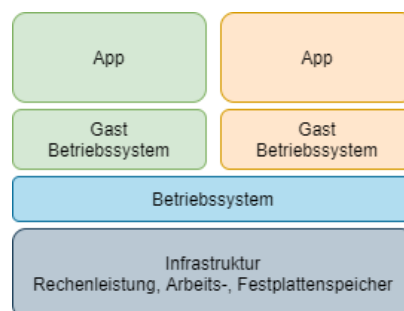 App
App
Gast
Betriebssystem
Gast
Betriebssystem
Betriebssystem
Infrastruktur
Rechenleistung, Arbeits-, Festplattenspeicher